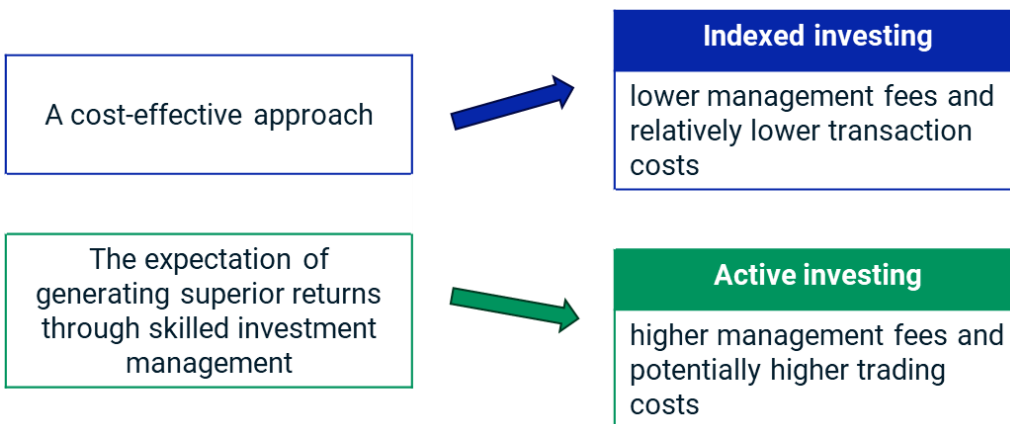 A cost-effective approach
Indexed investing
lower management fees and
relatively lower transaction
costs
The expectation of
generating superior returns
through skilled investment
management
Active investing
higher management fees and
potentially higher trading
costs